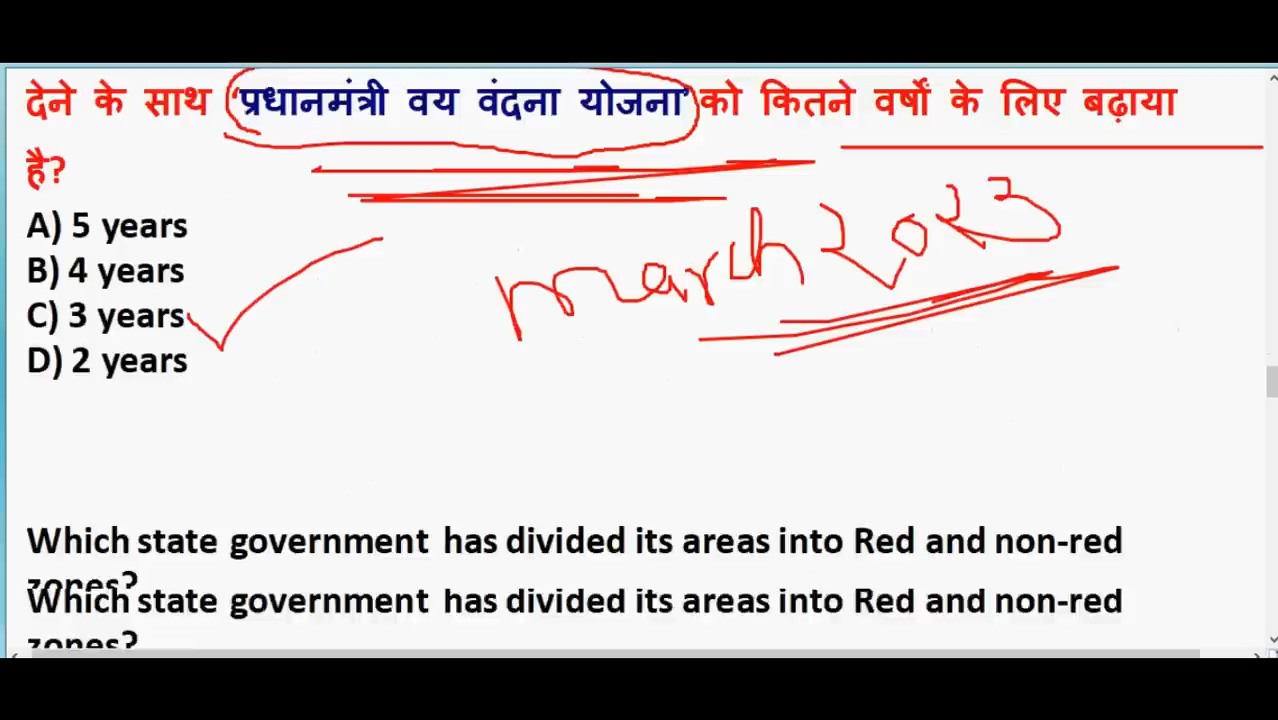 देने के साथ 'प्रधानमंत्री वय वंदना योजना' को कितने वर्षों के लिए बढ़ाया
है?
A) 5 years
B) 4 years
C) 3 years
D) 2 years
march 2023
Which state government has divided its areas into Red and non-red
zones?
Which state government has divided its areas into Red and non-red
zones?